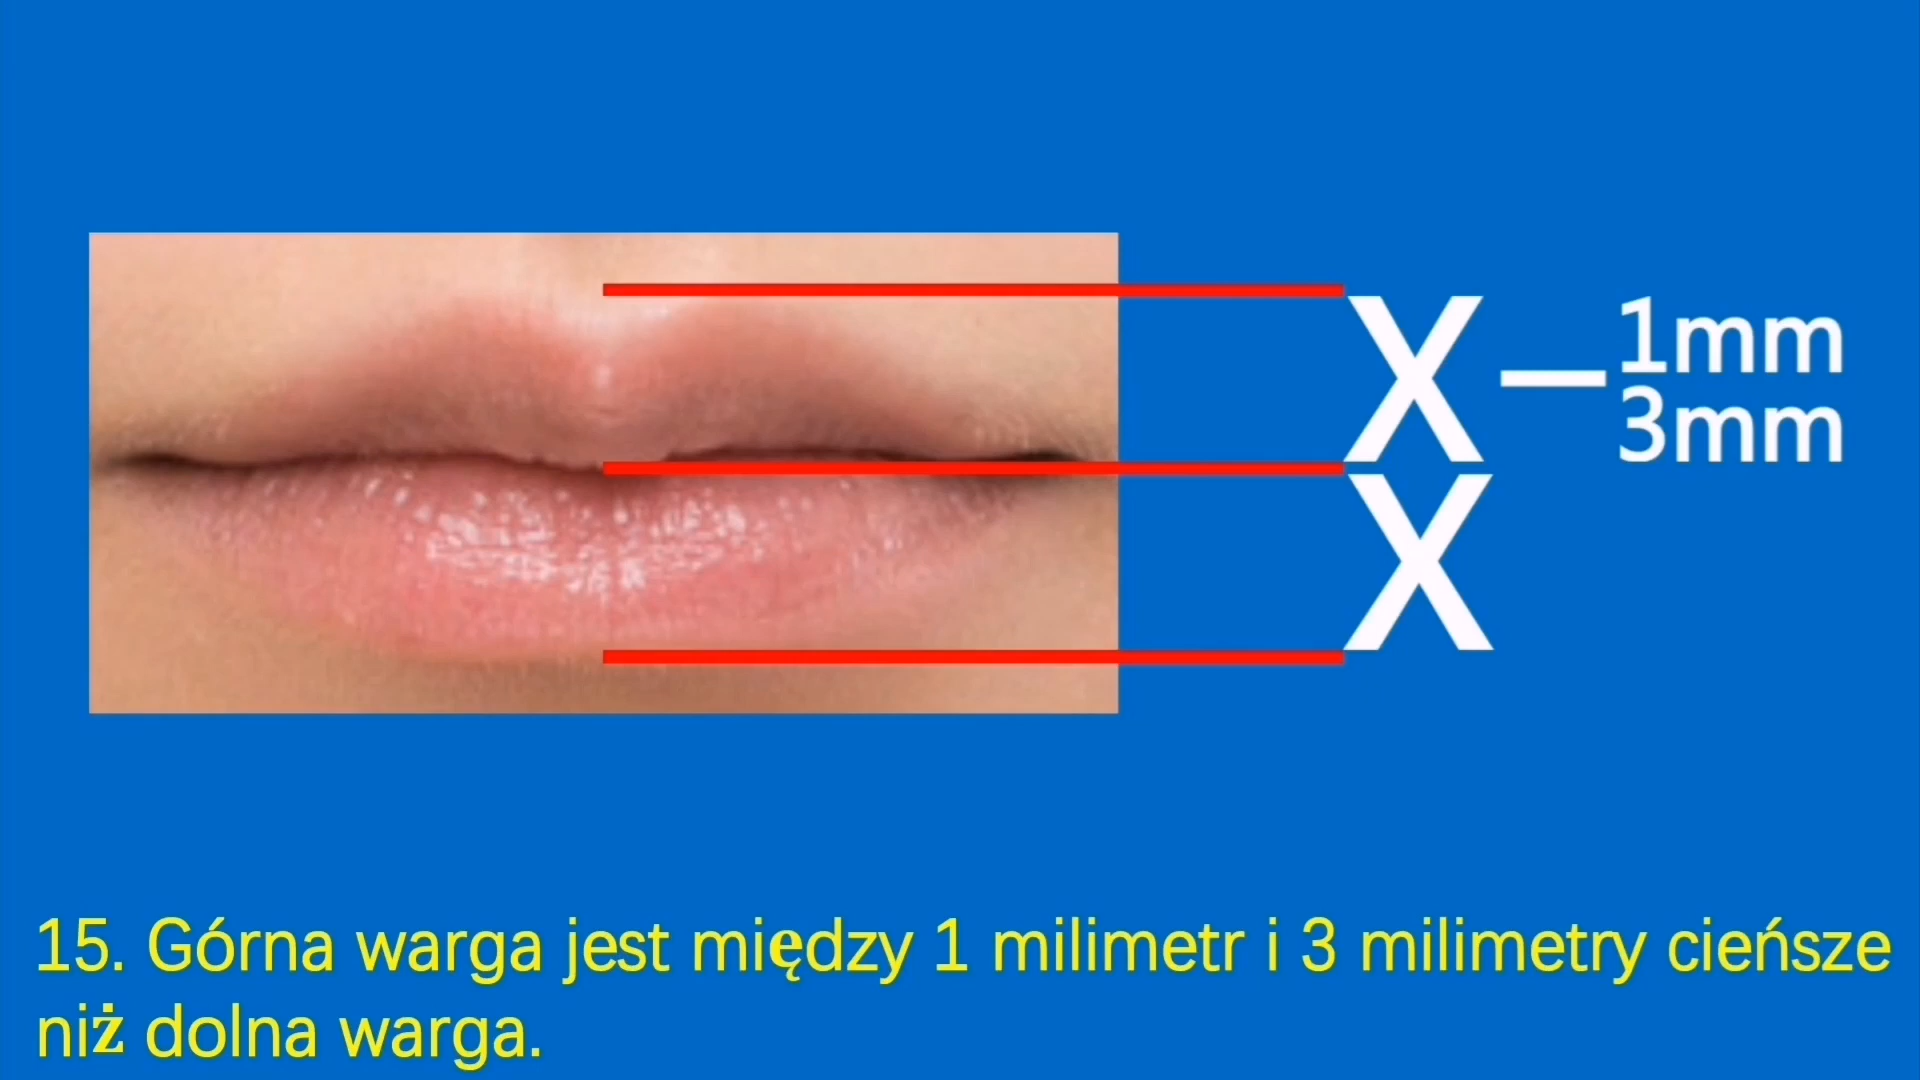 X — 1mm
3mm
X
15. Górna warga jest między 1 milimetr i 3 milimetry cieńsze
niż dolna warga.